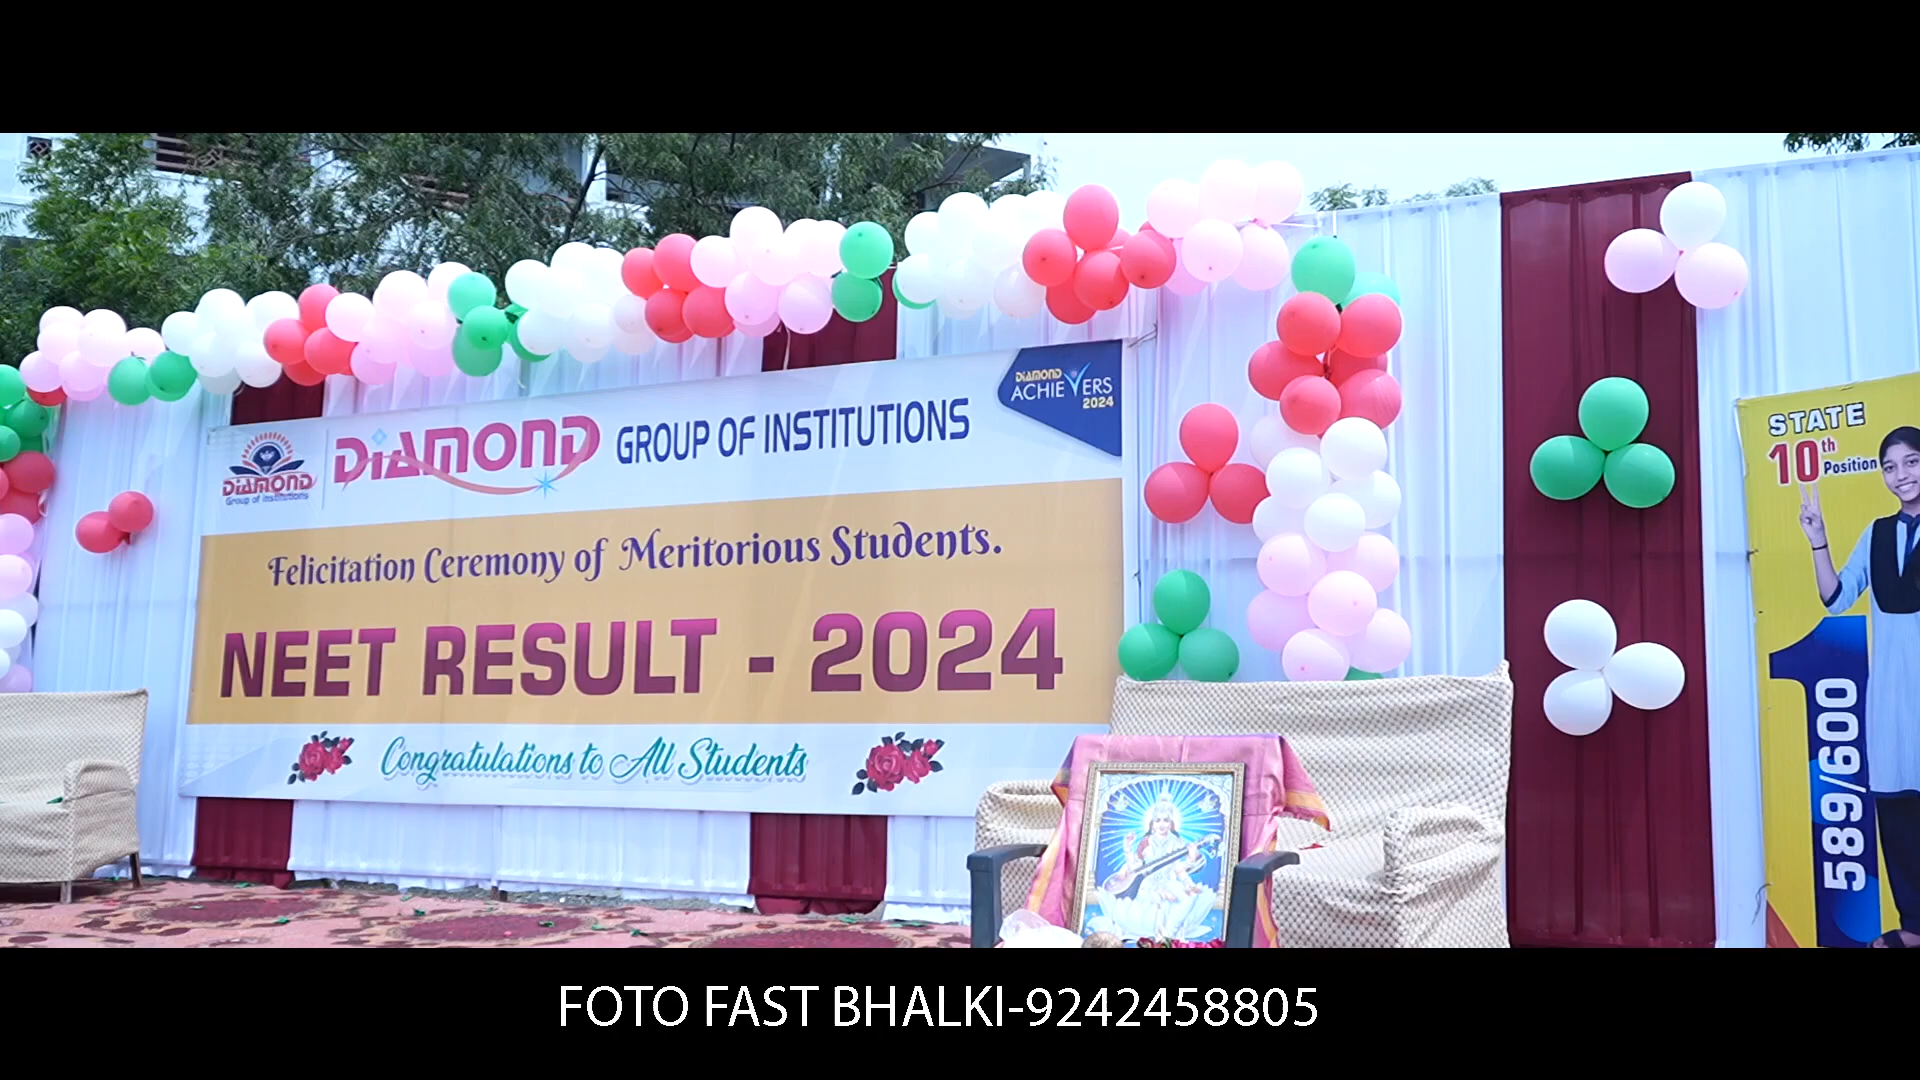 DIAMOND
ACHIEVERS
2024
DIAMOND
Group of Institutions
DIAMOND GROUP OF INSTITUTIONS
Felicitation Ceremony of Meritorious Students.
NEET RESULT - 2024
Congratulations to All Students
STATE
10th Position
589/600
FOTO FAST BHALKI-9242458805